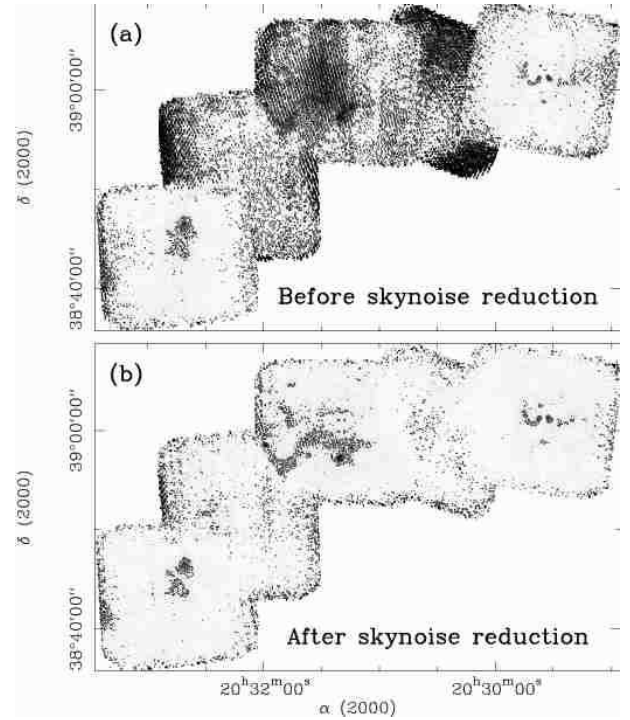 (a)
39°00'00"
δ (2000)
38°40'00"
Before skynoise reduction
(b)
39°00'00"
δ (2000)
38°40'00"
After skynoise reduction
20ʰ32ᵐ00ˢ 20ʰ30ᵐ00ˢ
α (2000)